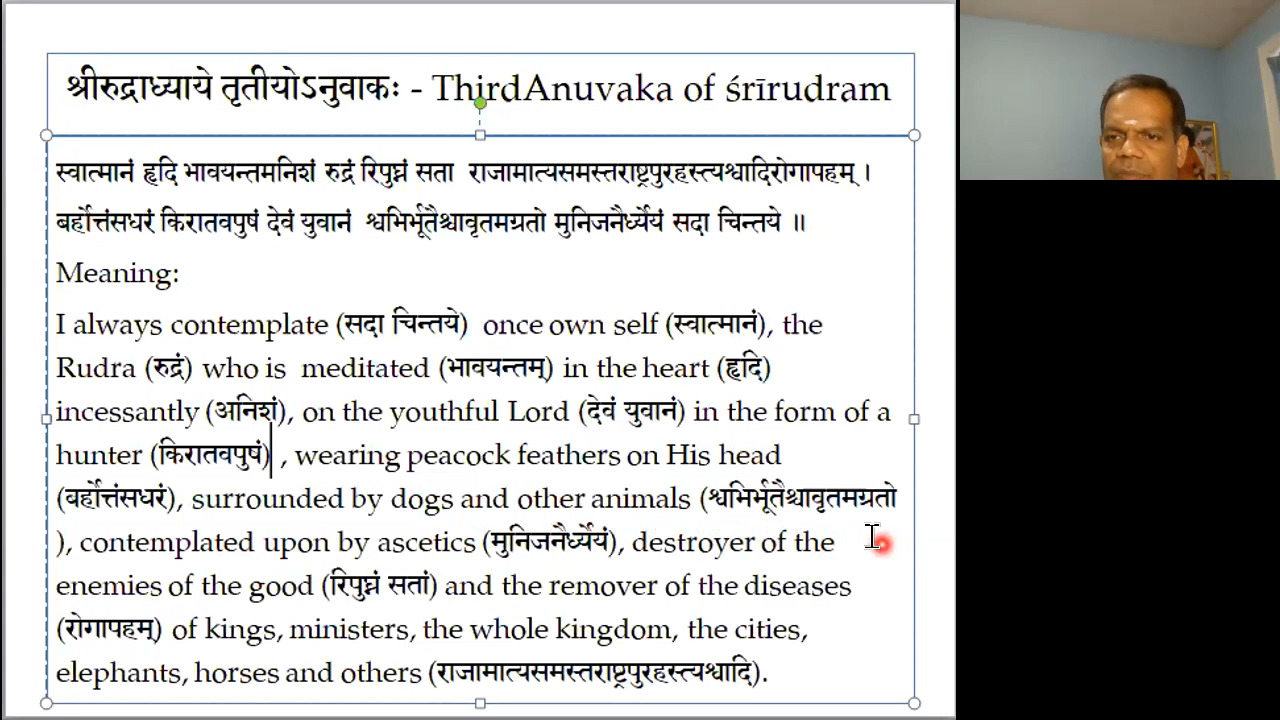 श्रीरुद्राध्याये तृतीयोऽनुवाकः - ThirdAnuvaka of śrīrudram
स्वात्मानं हृदि भावयन्तमनिशं रुद्रं रिपुघ्नं सता राजामात्यसमस्तराष्ट्रपुरहस्त्यश्वादिरोगापहम् ।
बर्होत्तंसधरं किरातवपुषं देवं युवानं श्वभिर्भूतैश्चावृतमग्रतो मुनिजनैर्ध्येयं सदा चिन्तये ॥
Meaning:
I always contemplate (सदा चिन्तये) once own self (स्वात्मानं), the
Rudra (रुद्रं) who is meditated (भावयन्तम्) in the heart (हृदि)
incessantly (अनिशं), on the youthful Lord (देवं युवानं) in the form of a
hunter (किरातवपुषं) , wearing peacock feathers on His head
(बर्होत्तंसधरं), surrounded by dogs and other animals (श्वभिर्भूतैश्चावृतमग्रतो
), contemplated upon by ascetics (मुनिजनैर्ध्येयं), destroyer of the
enemies of the good (रिपुघ्नं सतां) and the remover of the diseases
(रोगापहम्) of kings, ministers, the whole kingdom, the cities,
elephants, horses and others (राजामात्यसमस्तराष्ट्रपुरहस्त्यश्वादि).